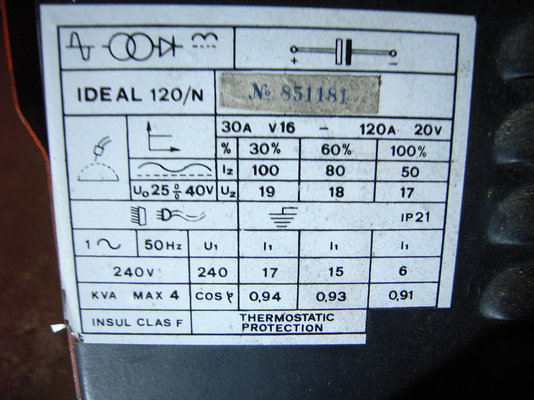 + −
IDEAL 120/N № 851181
30A V16 – 120A 20V
% 30% 60% 100%
I2 100 80 50
U0 25 ÷ 40V U2 19 18 17
IP21
1 ~ 50Hz U1 I1 I1 I1
240V 240 17 15 6
KVA MAX 4 COS φ 0,94 0,93 0,91
INSUL CLAS F THERMOSTATIC
PROTECTION